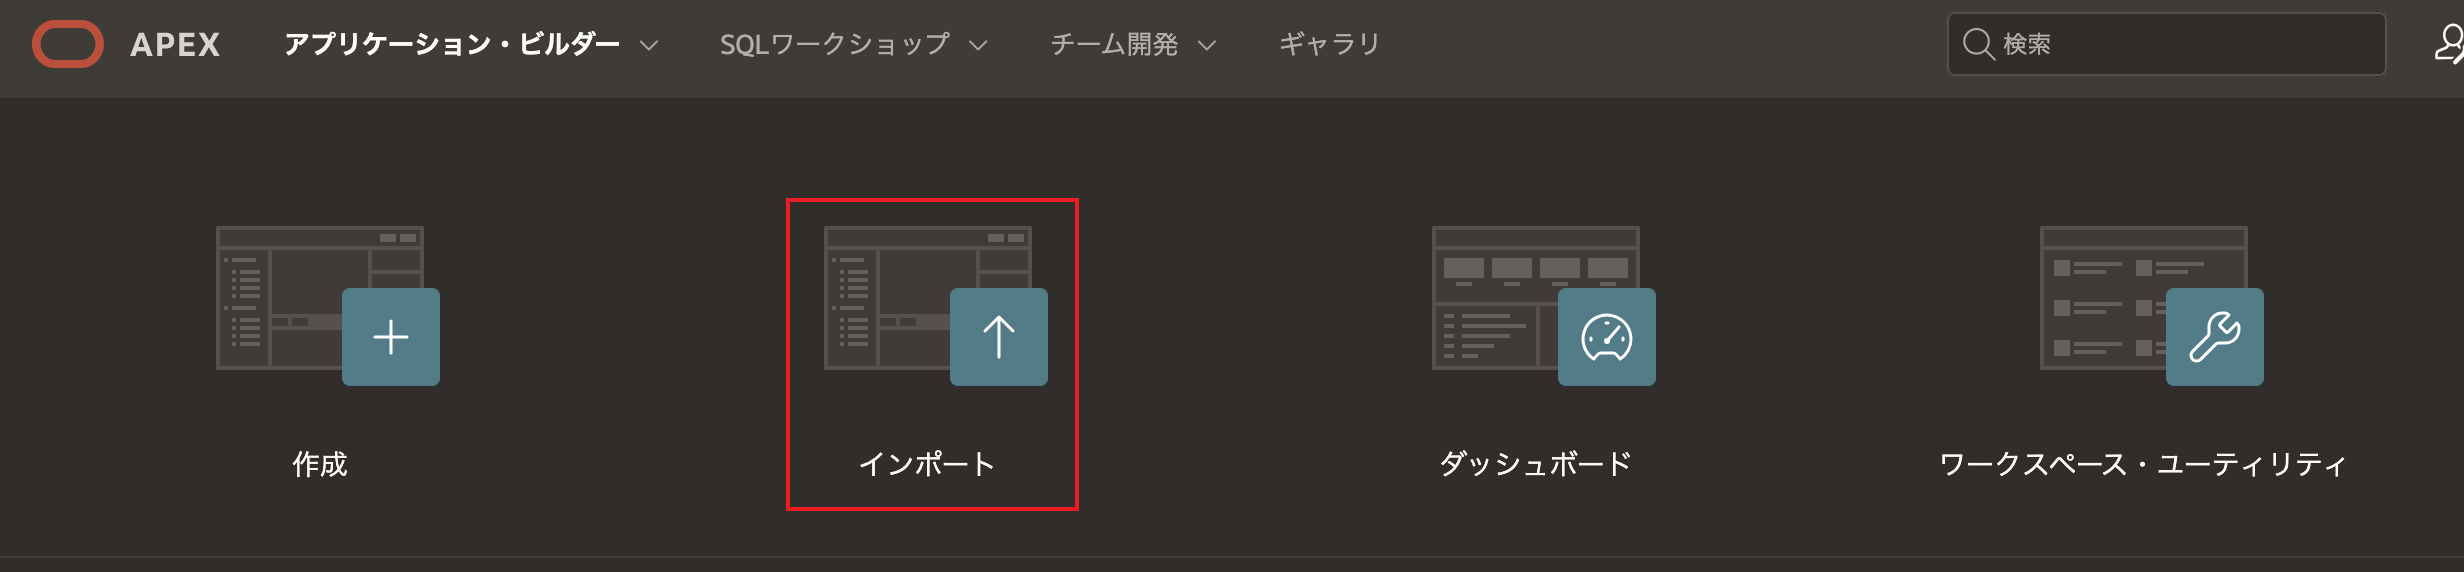 APEX アプリケーション・ビルダー SQLワークショップ チーム開発 ギャラリ 検索
作成 インポート ダッシュボード ワークスペース・ユーティリティ